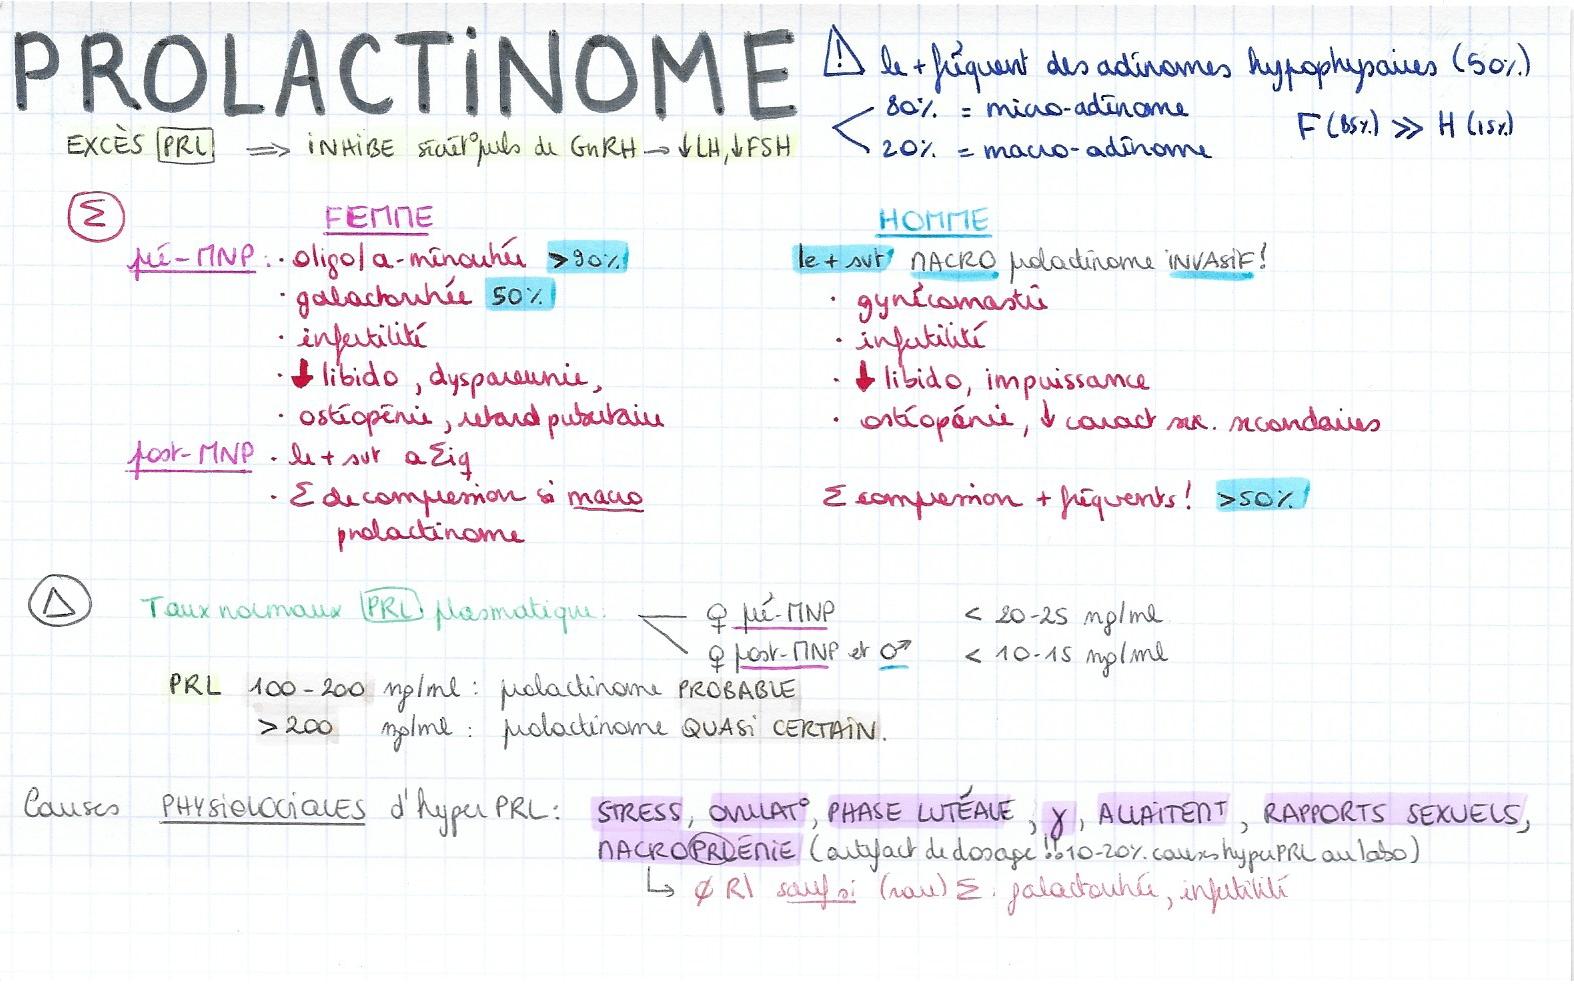 PROLACTINOME
⚠ le + fréquent des adénomes hypophysaires (50%)
80% = micro-adénome
20% = macro-adénome
F (85%) >> H (15%)
EXCÈS PRL ⇒ INHIBE sécrét° puls de GnRH → ↓LH, ↓FSH
Σ FEMME HOMME
pré-MNP : · oligo/a-ménorrhée >90%
· galactorrhée 50%
· infertilité
· ↓ libido, dyspareunie,
· ostéopénie, retard pubertaire
post-MNP · le + svt aΣiq
· Σ de compression si macro
prolactinome
le + svt MACRO prolactinome INVASIF!
· gynécomastie
· infertilité
· ↓ libido, impuissance
· ostéopénie, ↓ caract sex. secondaires
Σ compression + fréquents! >50%
Δ Taux normaux PRL plasmatique:
♀ pré-MNP < 20-25 ng/ml
♀ post-MNP et ♂ < 10-15 ng/ml
PRL 100-200 ng/ml : prolactinome PROBABLE
>200 ng/ml : prolactinome QUASI CERTAIN.
Causes PHYSIOLOGIQUES d'hyper PRL: STRESS, OVULAT°, PHASE LUTÉALE, γ, ALLAITENT, RAPPORTS SEXUELS,
MACROPRLÉMIE (artefact de dosage !! 10-20% causes hyperPRL au labo)
↳ ∅ R\ sauf si (rare) Σ. galactorrhée, infertilité